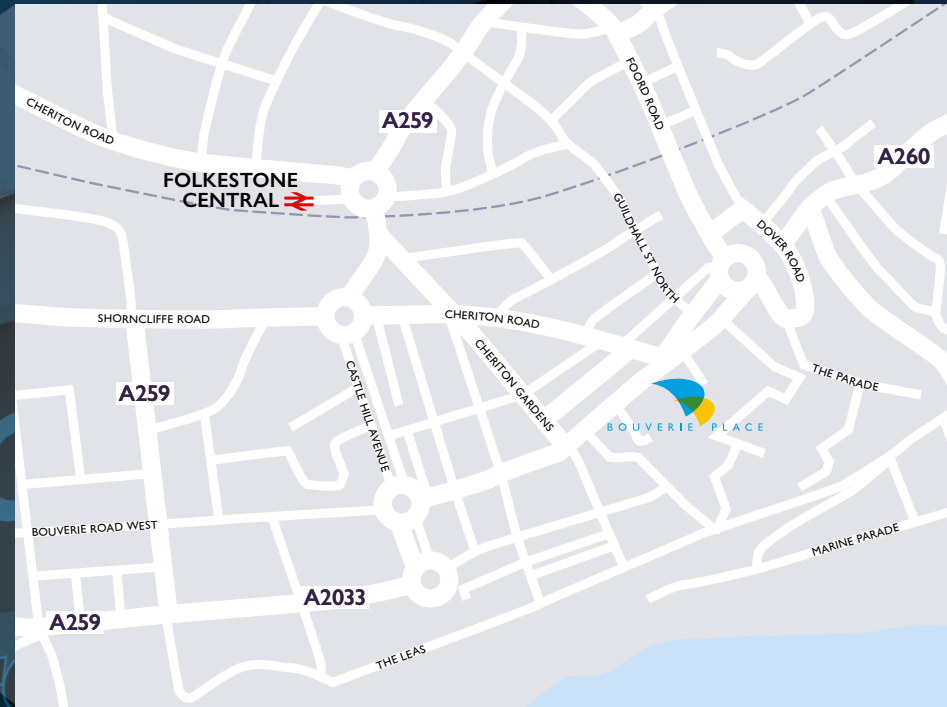 FOORD ROAD
CHERITON ROAD
A259
A260
FOLKESTONE
CENTRAL
GUILDHALL ST NORTH
DOVER ROAD
SHORNCLIFFE ROAD
CHERITON ROAD
CHERITON GARDENS
CASTLE HILL AVENUE
THE PARADE
A259
BOUVERIE PLACE
BOUVERIE ROAD WEST
MARINE PARADE
A2033
A259
THE LEAS